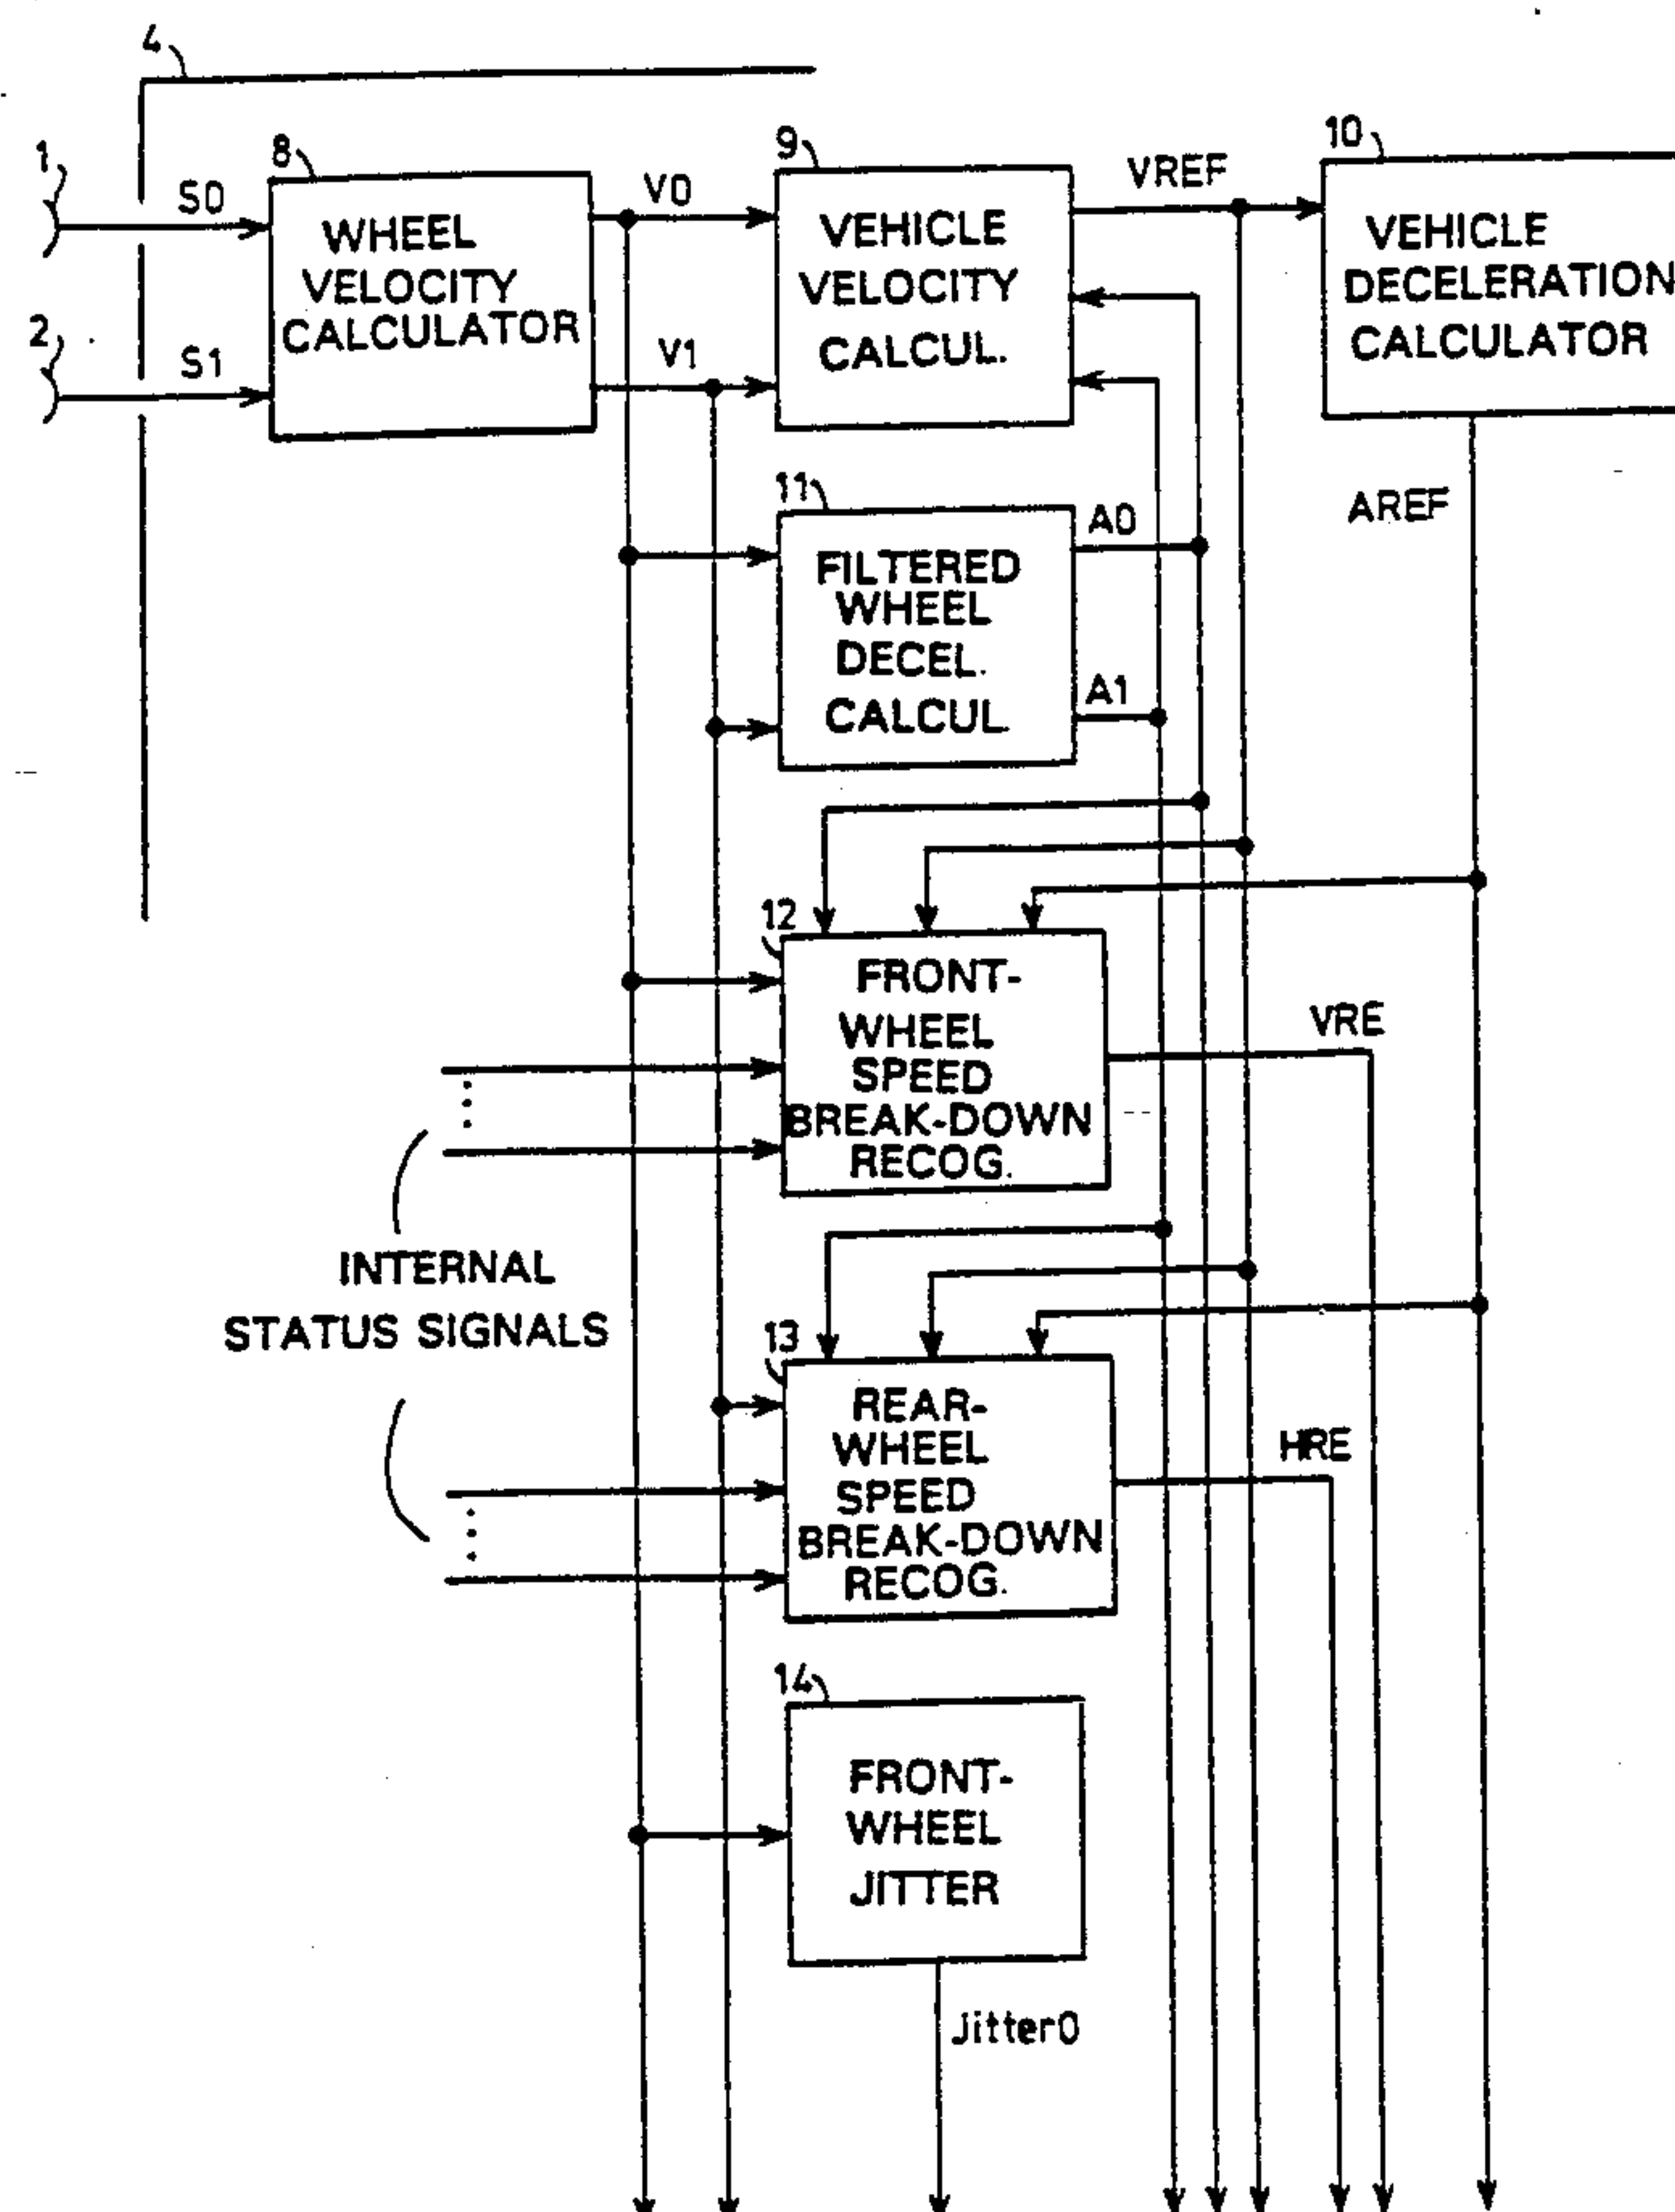 4
1
8
9
10
S0
V0
VREF
WHEEL
VELOCITY
CALCULATOR
VEHICLE
VELOCITY
CALCUL.
VEHICLE
DECELERATION
CALCULATOR
2
S1
V1
11
A0
AREF
FILTERED
WHEEL
DECEL.
CALCUL.
A1
12
FRONT-
WHEEL
SPEED
BREAK-DOWN
RECOG.
VRE
INTERNAL
STATUS SIGNALS
13
REAR-
WHEEL
SPEED
BREAK-DOWN
RECOG.
HRE
14
FRONT-
WHEEL
JITTER
Jitter0